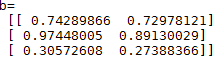 b=
[[ 0.74289866 0.72978121]
[ 0.97448005 0.89130029]
[ 0.30572608 0.27388366]]